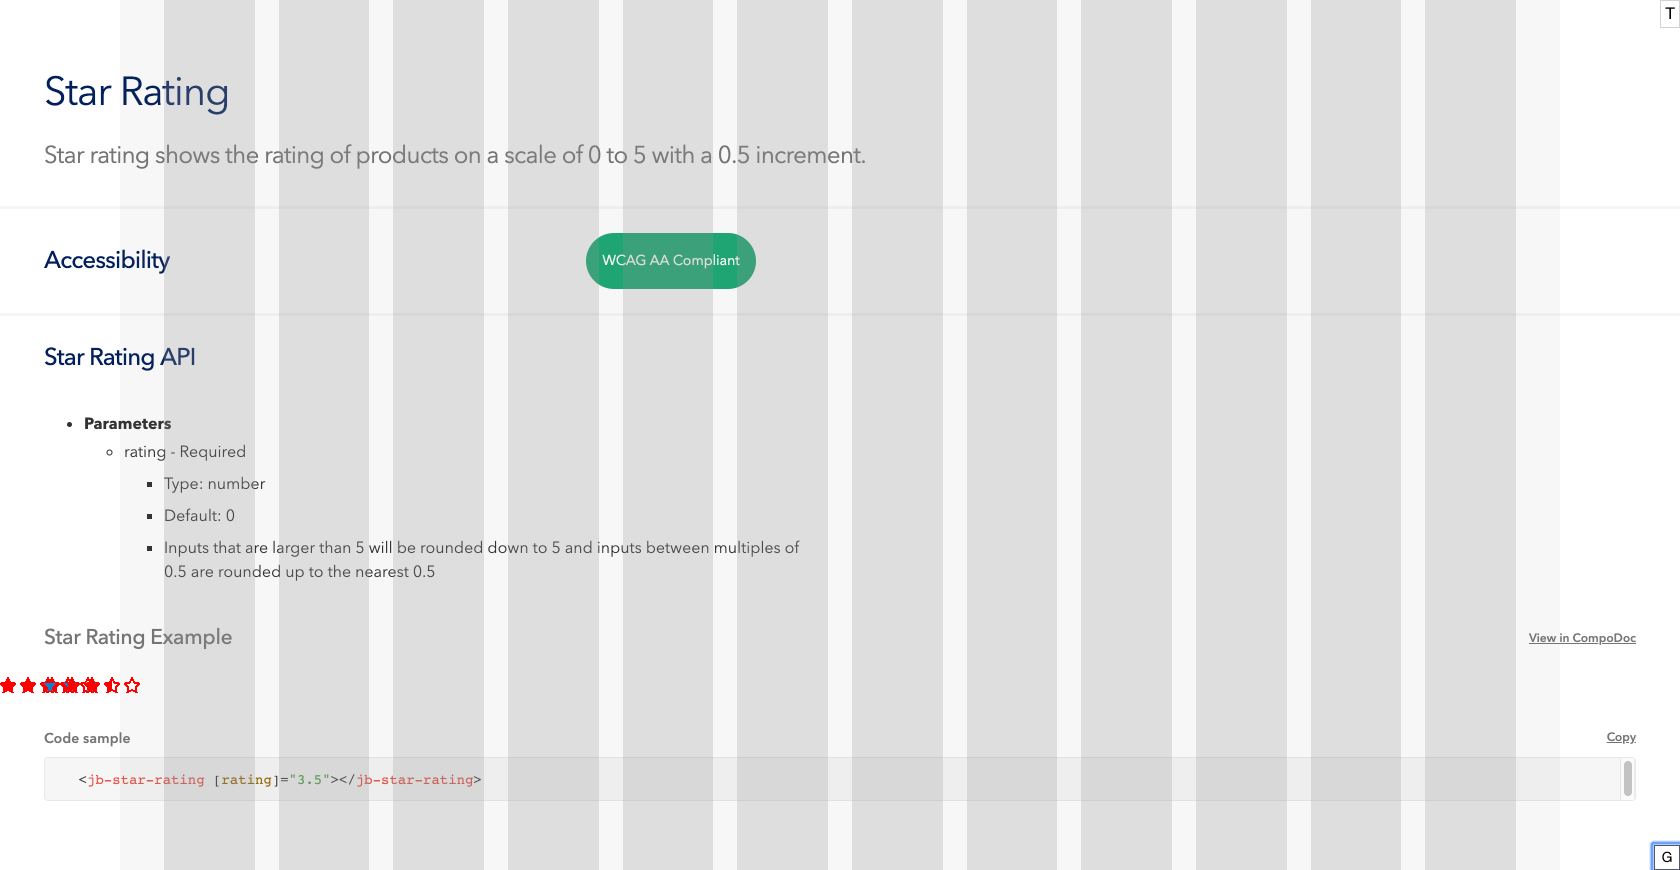 T
Star Rating
Star rating shows the rating of products on a scale of 0 to 5 with a 0.5 increment.
Accessibility
WCAG AA Compliant
Star Rating API
Parameters
rating - Required
Type: number
Default: 0
Inputs that are larger than 5 will be rounded down to 5 and inputs between multiples of
0.5 are rounded up to the nearest 0.5
Star Rating Example
View in CompoDoc
Code sample
Copy
<jb-star-rating [rating]="3.5"></jb-star-rating>
G